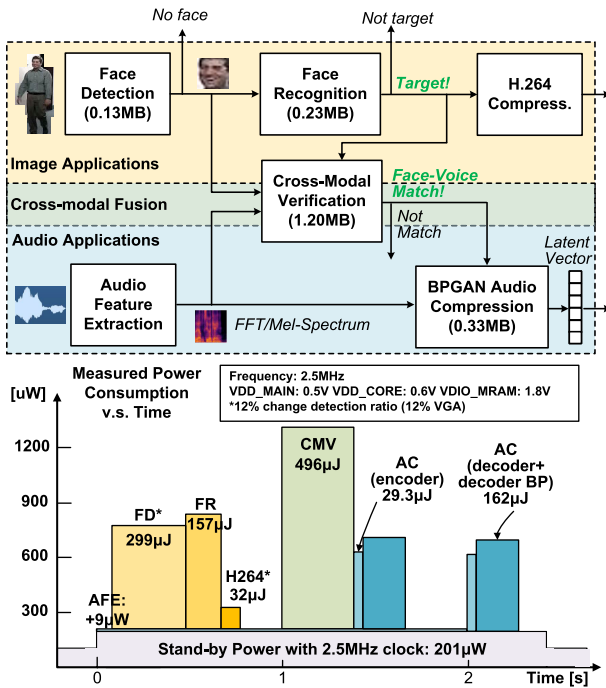 No face
Not target
Face
Detection
(0.13MB)
Face
Recognition
(0.23MB)
Target!
H.264
Compress.
Image Applications
Cross-Modal
Verification
(1.20MB)
Face-Voice
Match!
Cross-modal Fusion
Not
Match
Audio Applications
Latent
Vector
Audio
Feature
Extraction
FFT/Mel-Spectrum
BPGAN Audio
Compression
(0.33MB)
Measured Power
Consumption
v.s. Time
[uW]
Frequency: 2.5MHz
VDD_MAIN: 0.5V VDD_CORE: 0.6V VDIO_MRAM: 1.8V
*12% change detection ratio (12% VGA)
1200
900
600
300
AFE:
+9µW
FD*
299µJ
FR
157µJ
H264*
32µJ
CMV
496µJ
AC
(encoder)
29.3µJ
AC
(decoder+
decoder BP)
162µJ
Stand-by Power with 2.5MHz clock: 201µW
0
1
2
Time [s]